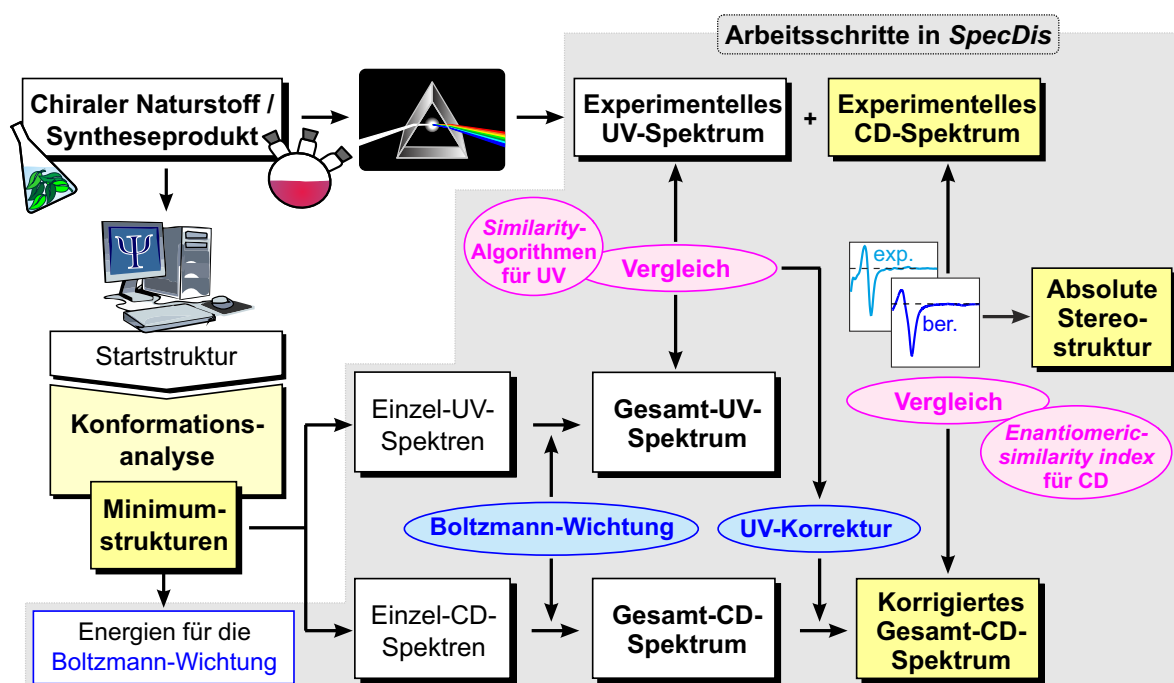 Arbeitsschritte in SpecDis
Chiraler Naturstoff /
Syntheseprodukt
Experimentelles
UV-Spektrum
+
Experimentelles
CD-Spektrum
Ψ
Similarity-
Algorithmen
für UV
Vergleich
exp.
ber.
Absolute
Stereo-
struktur
Startstruktur
Konformations-
analyse
Minimum-
strukturen
Einzel-UV-
Spektren
Gesamt-UV-
Spektrum
Vergleich
Enantiomeric-
similarity index
für CD
Boltzmann-Wichtung
UV-Korrektur
Energien für die
Boltzmann-Wichtung
Einzel-CD-
Spektren
Gesamt-CD-
Spektrum
Korrigiertes
Gesamt-CD-
Spektrum